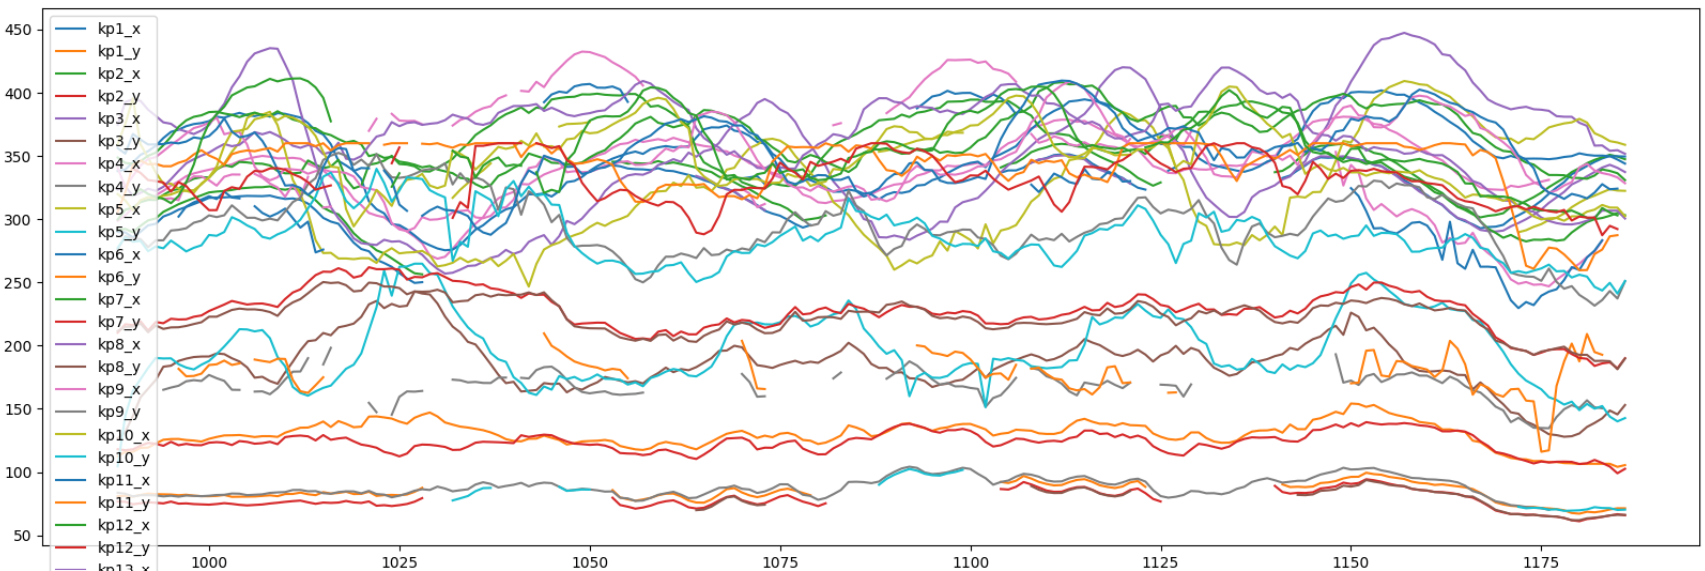 450
400
350
300
250
200
150
100
50
kp1_x
kp1_y
kp2_x
kp2_y
kp3_x
kp3_y
kp4_x
kp4_y
kp5_x
kp5_y
kp6_x
kp6_y
kp7_x
kp7_y
kp8_x
kp8_y
kp9_x
kp9_y
kp10_x
kp10_y
kp11_x
kp11_y
kp12_x
kp12_y
kp13_x
1000 1025 1050 1075 1100 1125 1150 1175